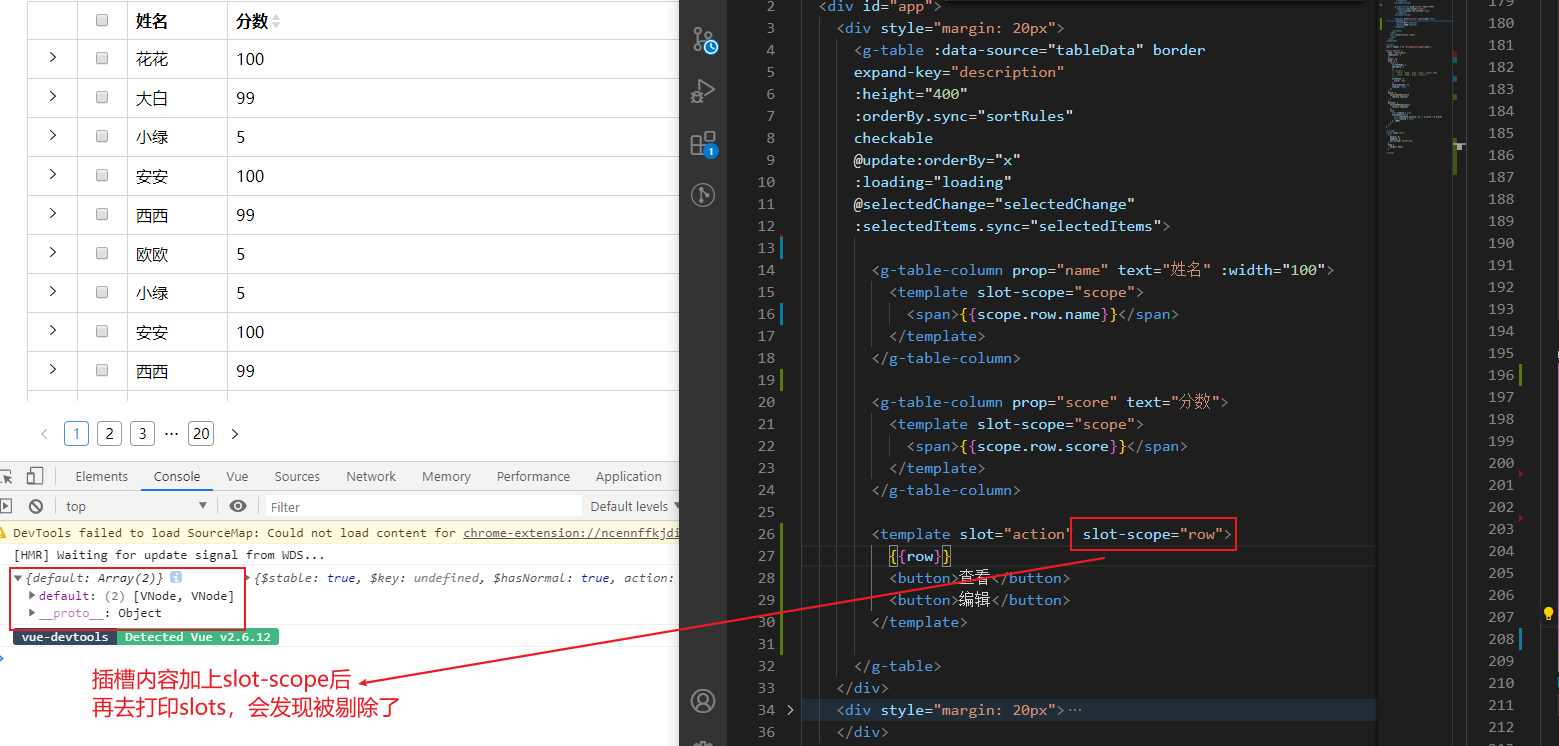 姓名 分数
花花 100
大白 99
小绿 5
安安 100
西西 99
欧欧 5
小绿 5
安安 100
西西 99
< 1 2 3 ··· 20 >
Elements Console Vue Sources Network Memory Performance Application
top Filter Default levels
DevTools failed to load SourceMap: Could not load content for chrome-extension://ncennffkjdi
[HMR] Waiting for update signal from WDS...
{default: Array(2)} {$stable: true, $key: undefined, $hasNormal: true, action:
default: (2) [VNode, VNode]
__proto__: Object
vue-devtools Detected Vue v2.6.12
插槽内容加上slot-scope后
再去打印slots，会发现被剔除了
1
2 <div id="app">
3 <div style="margin: 20px">
4 <g-table :data-source="tableData" border
5 expand-key="description"
6 :height="400"
7 :orderBy.sync="sortRules"
8 checkable
9 @update:orderBy="x"
10 :loading="loading"
11 @selectedChange="selectedChange"
12 :selectedItems.sync="selectedItems">
13
14 <g-table-column prop="name" text="姓名" :width="100">
15 <template slot-scope="scope">
16 <span>{{scope.row.name}}</span>
17 </template>
18 </g-table-column>
19
20 <g-table-column prop="score" text="分数">
21 <template slot-scope="scope">
22 <span>{{scope.row.score}}</span>
23 </template>
24 </g-table-column>
25
26 <template slot="action" slot-scope="row">
27 {{row}}
28 <button>查看</button>
29 <button>编辑</button>
30 </template>
31
32 </g-table>
33 </div>
34 <div style="margin: 20px">···
36 </div>
179
180
181
182
183
184
185
186
187
188
189
190
191
192
193
194
195
196
197
198
199
200
201
202
203
204
205
206
207
208
209
210
211
212